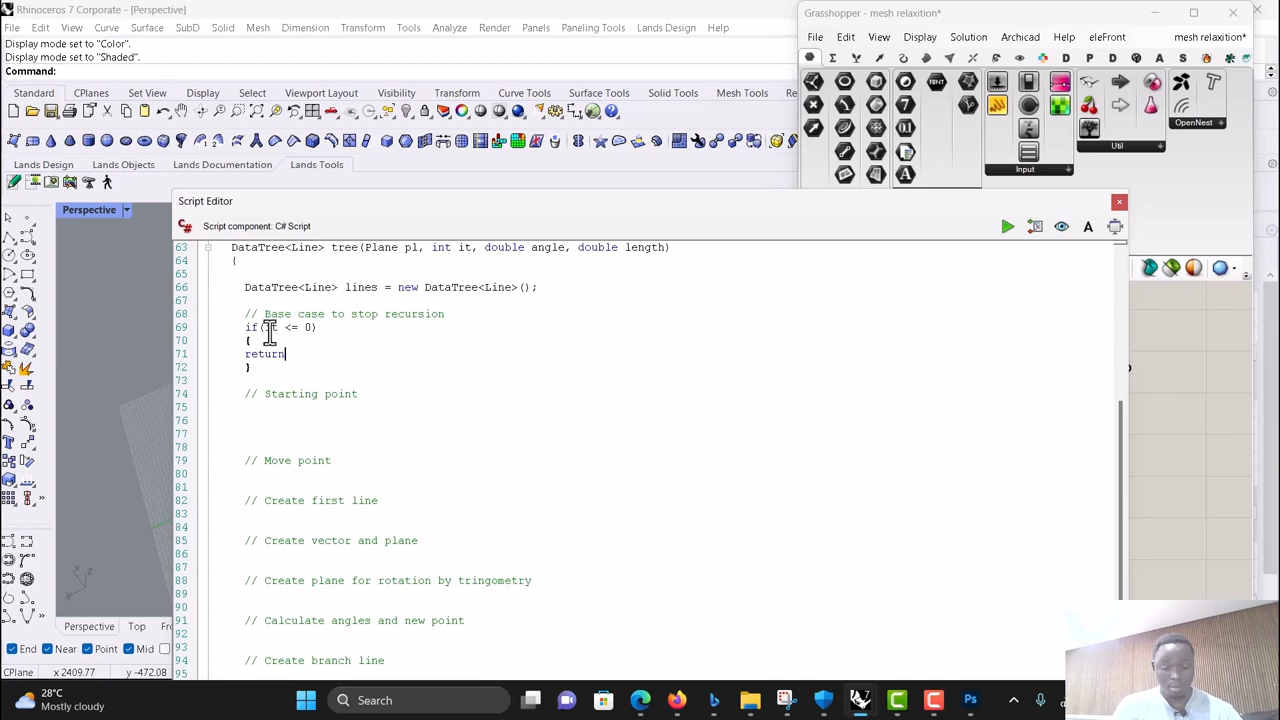 Rhinoceros 7 Corporate - [Perspective]
File Edit View Curve Surface SubD Solid Mesh Dimension Transform Tools Analyze Render Panels Paneling Tools Lands Design Help
Display mode set to "Color".
Display mode set to "Shaded".
Command:
Standard CPlanes Set View Display Select Viewport Layout Visibility Transform Curve Tools Surface Tools Solid Tools Mesh Tools
Lands Design Lands Objects Lands Documentation Lands Tools
Perspective
Grasshopper - mesh relaxition*
File Edit View Display Solution Archicad Help eleFront mesh relaxition*
D P D A S
Input
Util
OpenNest
Script Editor
C# Script component: C# Script
63 DataTree<Line> tree(Plane pl, int it, double angle, double length)
64 {
65
66 DataTree<Line> lines = new DataTree<Line>();
67
68 // Base case to stop recursion
69 if(it <= 0)
70 {
71 return
72 }
73
74 // Starting point
75
76
77
78
79 // Move point
80
81
82 // Create first line
83
84
85 // Create vector and plane
86
87
88 // Create plane for rotation by tringometry
89
90
91 // Calculate angles and new point
92
93
94 // Create branch line
95
Perspective Top
End Near Point Mid
CPlane x 2409.77 y -472.08
28°C
Mostly cloudy
Search